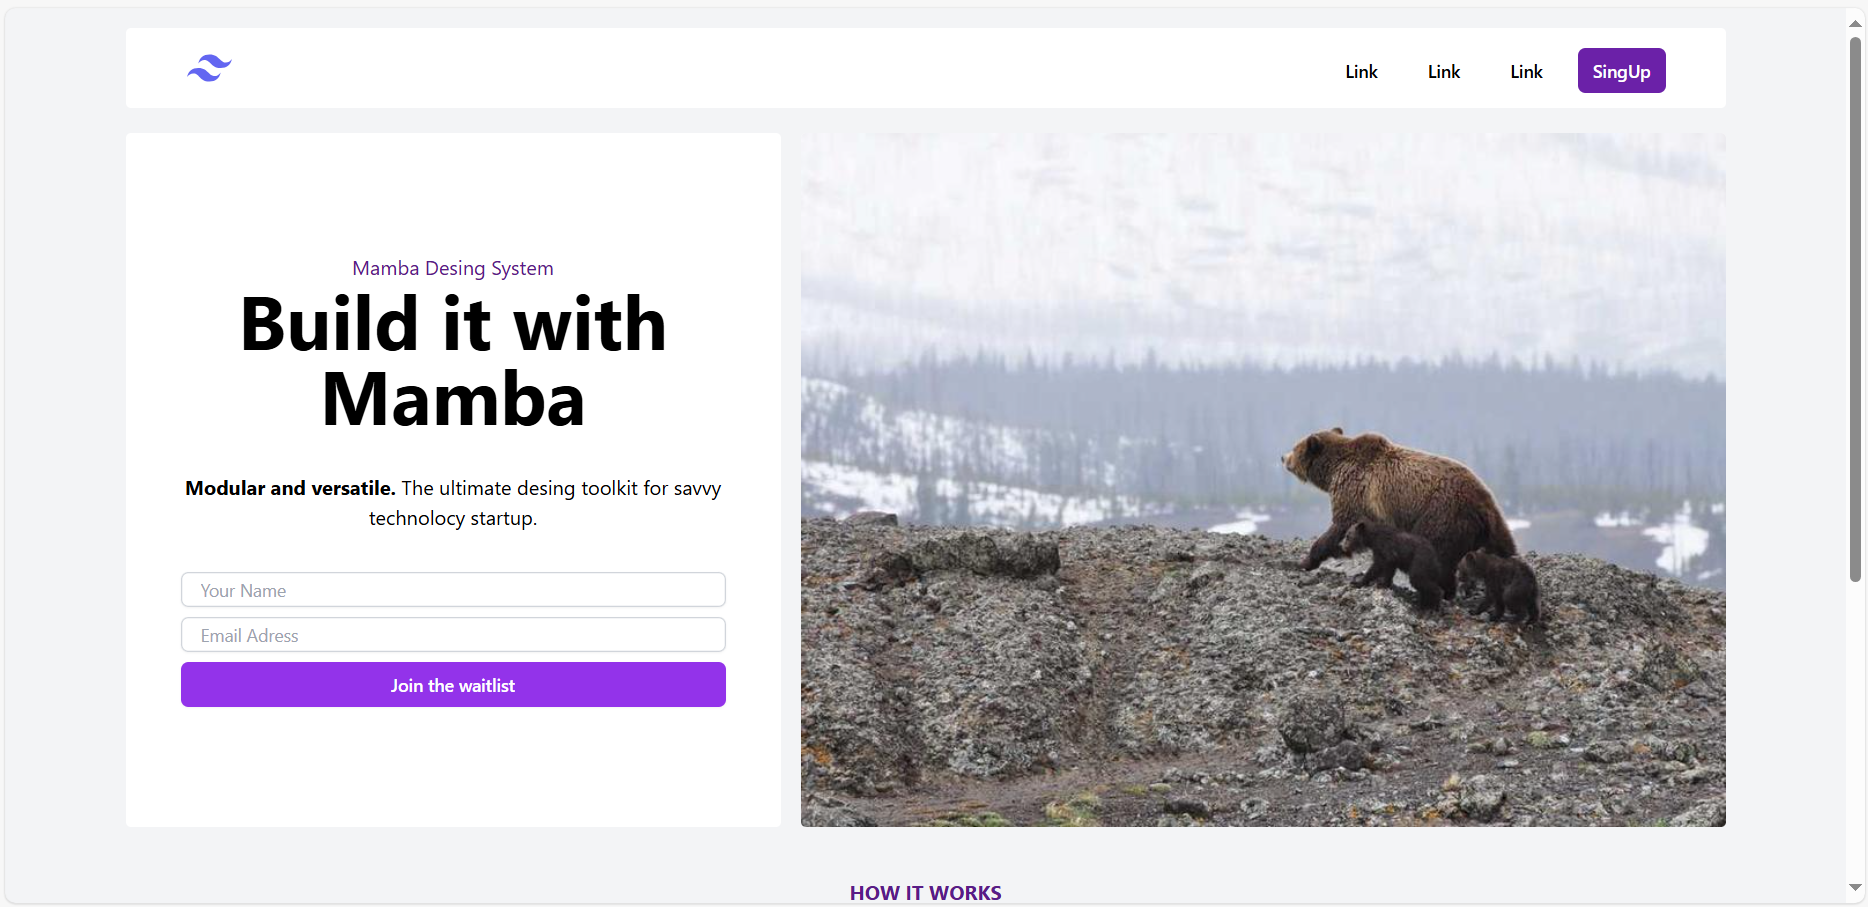 Link Link Link SingUp
Mamba Desing System
Build it with
Mamba
Modular and versatile. The ultimate desing toolkit for savvy
technolocy startup.
Your Name
Email Adress
Join the waitlist
HOW IT WORKS